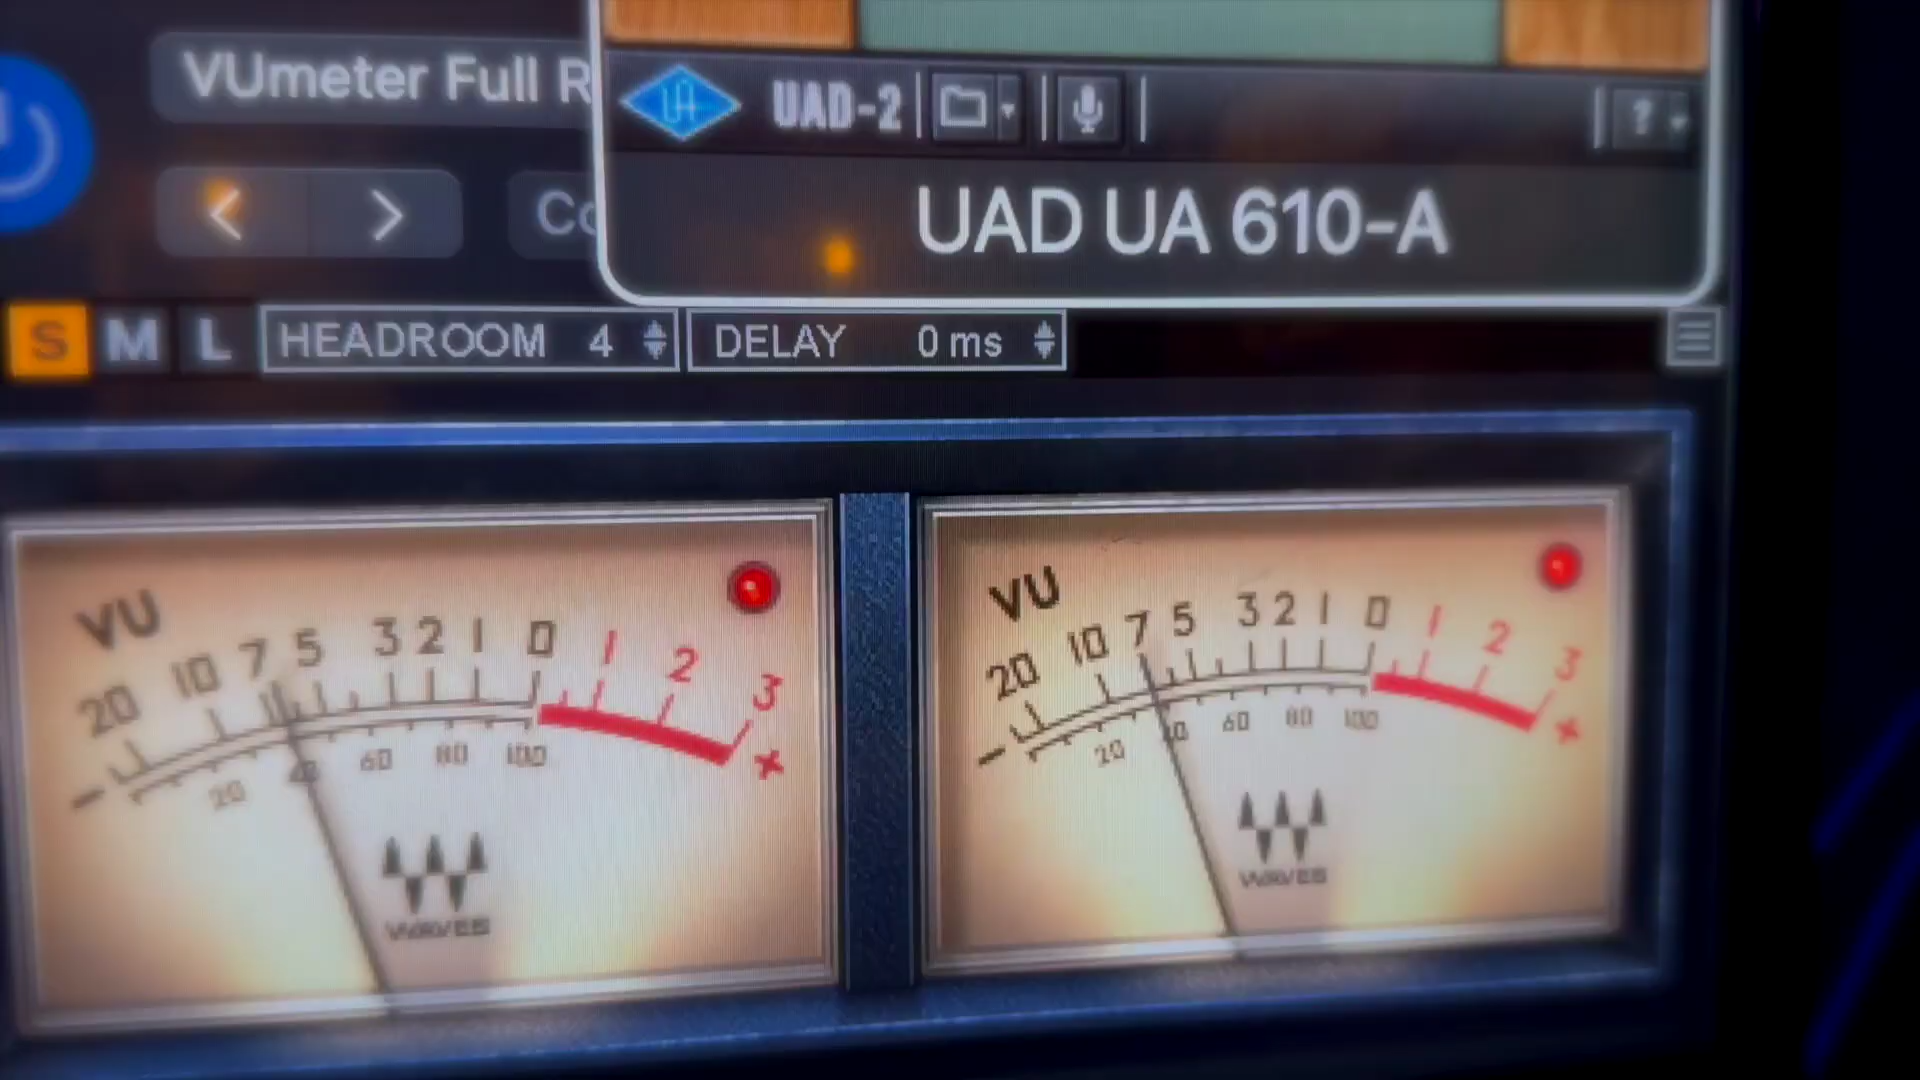 VUmeter Full R
UAD-2
?
Co
UAD UA 610-A
S M L HEADROOM 4 DELAY 0 ms
VU
20 10 7 5 3 2 1 0 1 2 3
- 20 40 60 80 100 +
WAVES
VU
20 10 7 5 3 2 1 0 1 2 3
- 20 40 60 80 100 +
WAVES